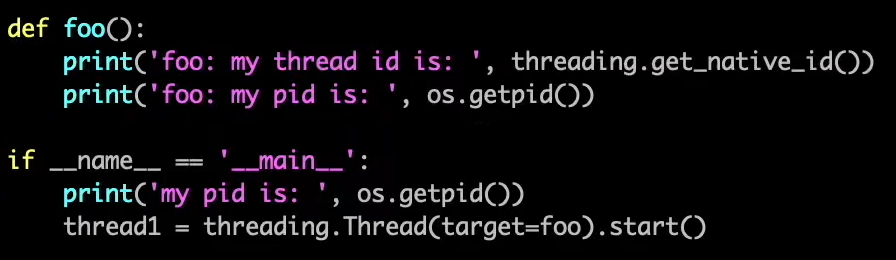 def foo():
    print('foo: my thread id is: ', threading.get_native_id())
    print('foo: my pid is: ', os.getpid())

if __name__ == '__main__':
    print('my pid is: ', os.getpid())
    thread1 = threading.Thread(target=foo).start()